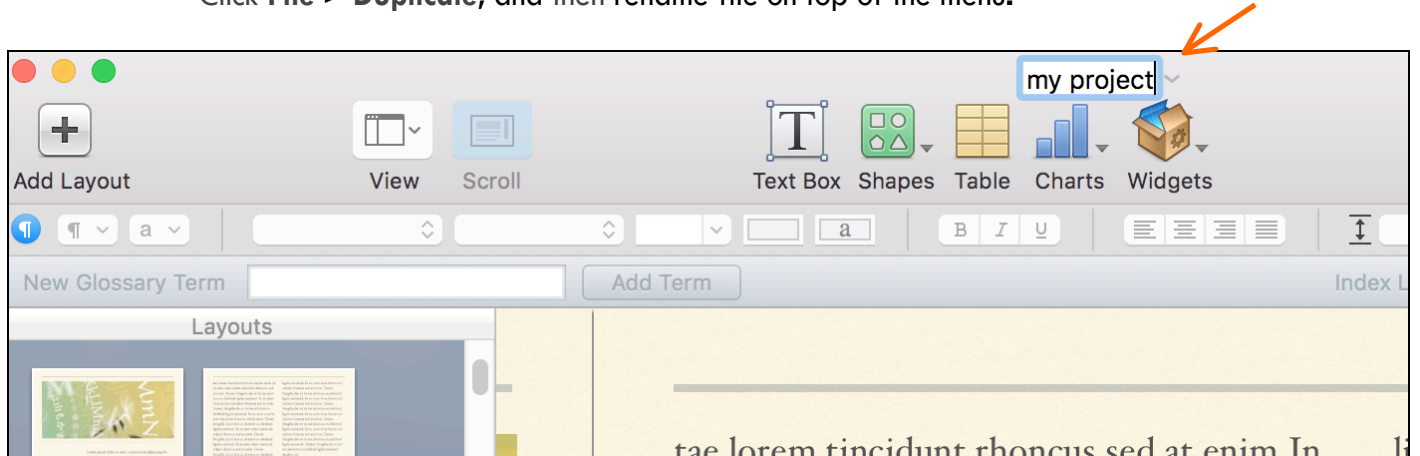 Click File > Duplicate, and then rename file on top of the menu.
my project
Add Layout
View
Scroll
T
Text Box
Shapes
Table
Charts
Widgets
¶ ¶ a
a
B I U
New Glossary Term
Add Term
Index L
Layouts
tae lorem tincidunt rhoncus sed at enim In li